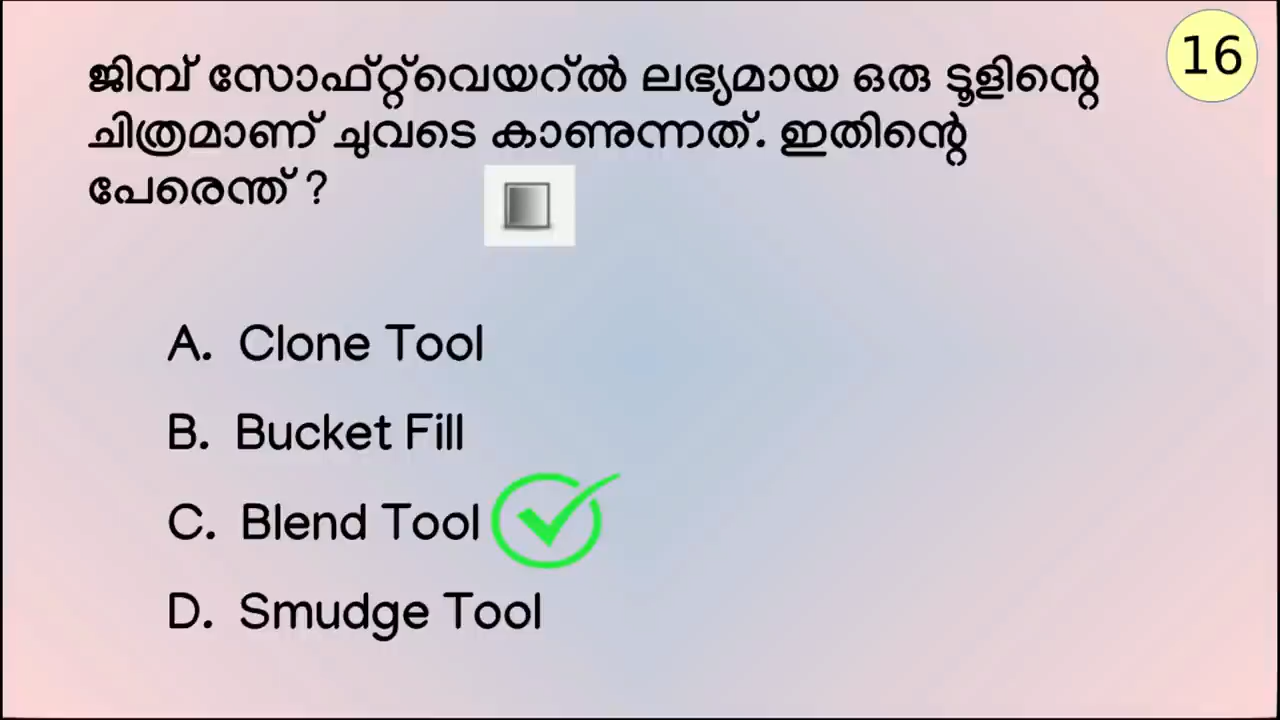 16
ജിമ്പ് സോഫ്റ്റ്‌വെയറ്ൽ ലഭ്യമായ ഒരു ടൂളിന്റെ
ചിത്രമാണ് ചുവടെ കാണുന്നത്. ഇതിന്റെ
പേരെന്ത് ?
A. Clone Tool
B. Bucket Fill
C. Blend Tool
D. Smudge Tool